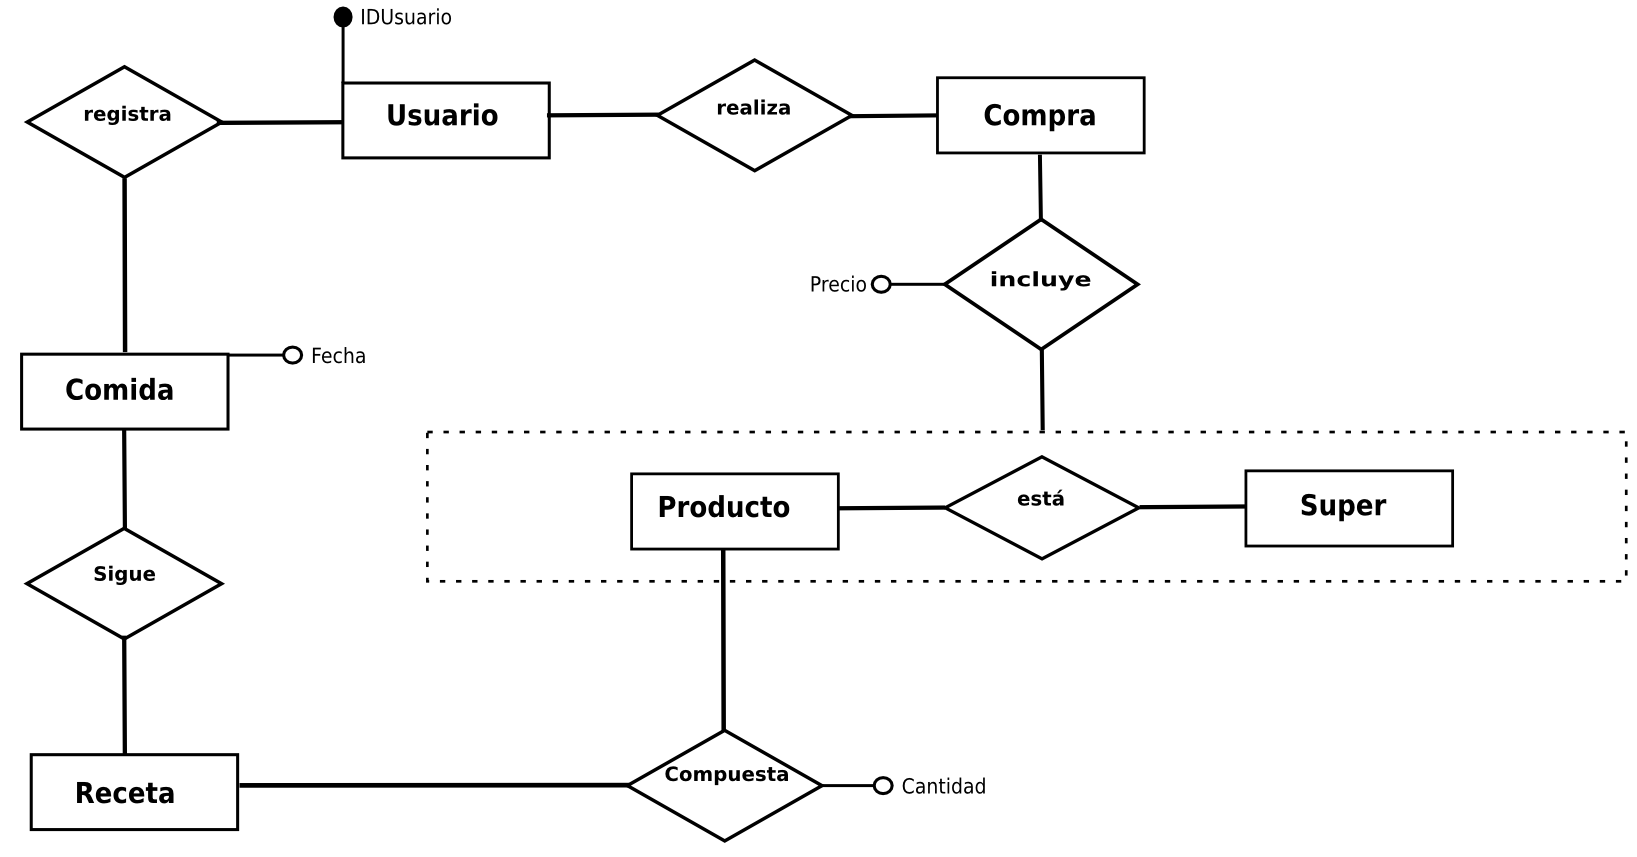 IDUsuario
registra
Usuario
realiza
Compra
Precio
incluye
Fecha
Comida
Producto
está
Super
Sigue
Receta
Compuesta
Cantidad